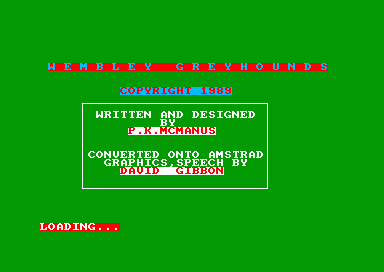 WEMBLEY GREYHOUNDS
COPYRIGHT 1988
WRITTEN AND DESIGNED
BY
P.K.MCMANUS
CONVERTED ONTO AMSTRAD
GRAPHICS,SPEECH BY
DAVID GIBBON
LOADING...